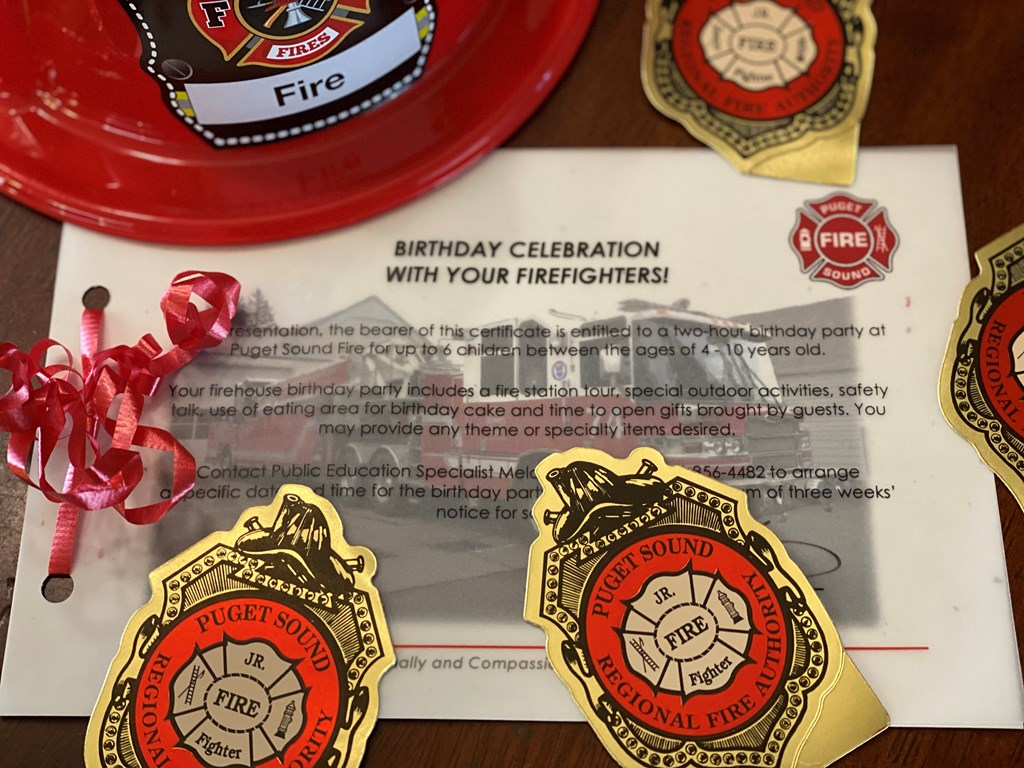 F
FIRES
Fire
JR.
FIRE
Fighter
REGIONAL FIRE AUTHORITY
PUGET
FIRE
SOUND
BIRTHDAY CELEBRATION
WITH YOUR FIREFIGHTERS!
resentation, the bearer of this certificate is entitled to a two-hour birthday party at
Puget Sound Fire for up to 6 children between the ages of 4 - 10 years old.
Your firehouse birthday party includes a fire station tour, special outdoor activities, safety
talk, use of eating area for birthday cake and time to open gifts brought by guests. You
may provide any theme or specialty items desired.
Contact Public Education Specialist 856-4482 to arrange
a specific date and time for the birthday part m of three weeks'
notice for
ally and Compassi
REGIONAL
PUGET SOUND
REGIONAL
ORITY
JR.
FIRE
Fighter
PUGET SOUND
REGIONAL FIRE AUTHORITY
JR.
FIRE
Fighter